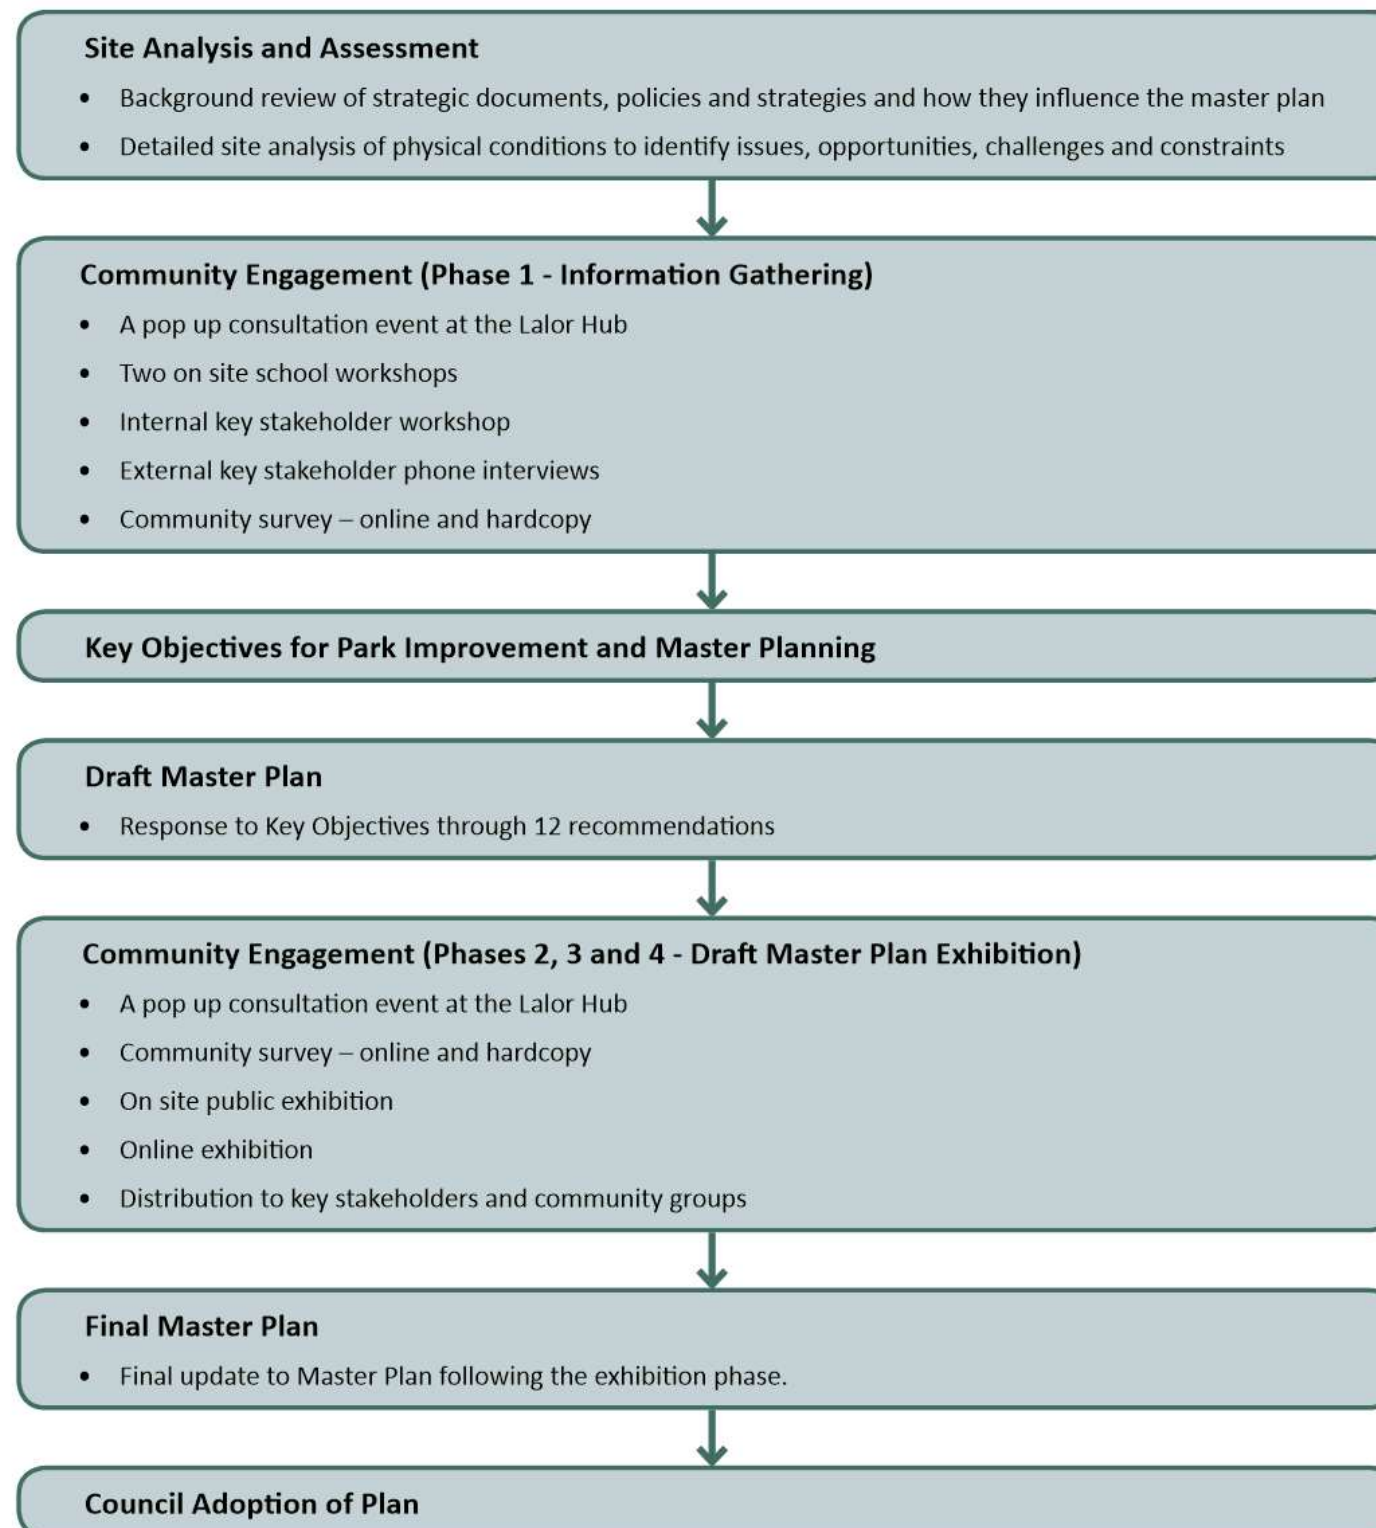 Site Analysis and Assessment
• Background review of strategic documents, policies and strategies and how they influence the master plan
• Detailed site analysis of physical conditions to identify issues, opportunities, challenges and constraints
Community Engagement (Phase 1 - Information Gathering)
• A pop up consultation event at the Lalor Hub
• Two on site school workshops
• Internal key stakeholder workshop
• External key stakeholder phone interviews
• Community survey – online and hardcopy
Key Objectives for Park Improvement and Master Planning
Draft Master Plan
• Response to Key Objectives through 12 recommendations
Community Engagement (Phases 2, 3 and 4 - Draft Master Plan Exhibition)
• A pop up consultation event at the Lalor Hub
• Community survey – online and hardcopy
• On site public exhibition
• Online exhibition
• Distribution to key stakeholders and community groups
Final Master Plan
• Final update to Master Plan following the exhibition phase.
Council Adoption of Plan